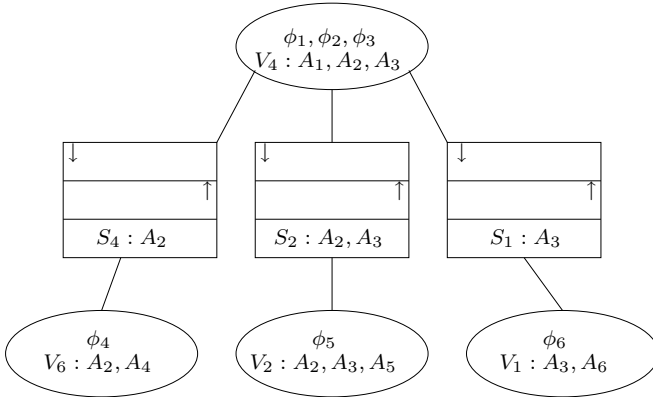 ϕ₁, ϕ₂, ϕ₃
V₄ : A₁, A₂, A₃
↓ ↓ ↓
↑ ↑ ↑
S₄ : A₂
S₂ : A₂, A₃
S₁ : A₃
ϕ₄
V₆ : A₂, A₄
ϕ₅
V₂ : A₂, A₃, A₅
ϕ₆
V₁ : A₃, A₆